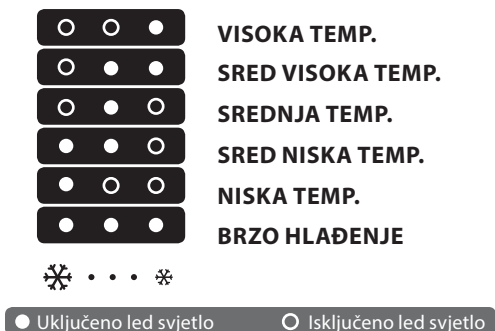 VISOKA TEMP.
SRED VISOKA TEMP.
SREDNJA TEMP.
SRED NISKA TEMP.
NISKA TEMP.
BRZO HLAĐENJE
Uključeno led svjetlo Isključeno led svjetlo